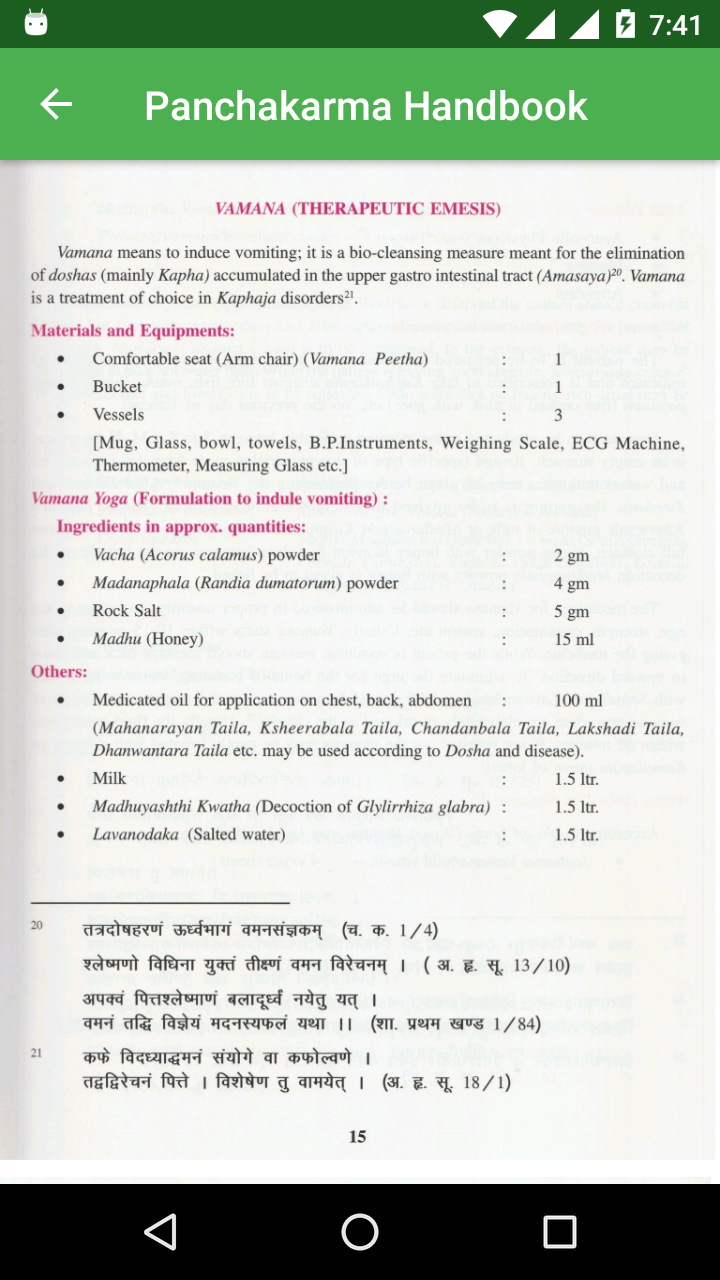 7:41
Panchakarma Handbook
VAMANA (THERAPEUTIC EMESIS)
Vamana means to induce vomiting; it is a bio-cleansing measure meant for the elimination
of doshas (mainly Kapha) accumulated in the upper gastro intestinal tract (Amasaya)20. Vamana
is a treatment of choice in Kaphaja disorders21.
Materials and Equipments:
• Comfortable seat (Arm chair) (Vamana Peetha) : 1
• Bucket : 1
• Vessels : 3
[Mug, Glass, bowl, towels, B.P.Instruments, Weighing Scale, ECG Machine,
Thermometer, Measuring Glass etc.]
Vamana Yoga (Formulation to indule vomiting) :
Ingredients in approx. quantities:
• Vacha (Acorus calamus) powder : 2 gm
• Madanaphala (Randia dumatorum) powder : 4 gm
• Rock Salt : 5 gm
• Madhu (Honey) : 15 ml
Others:
• Medicated oil for application on chest, back, abdomen : 100 ml
(Mahanarayan Taila, Ksheerabala Taila, Chandanbala Taila, Lakshadi Taila,
Dhanwantara Taila etc. may be used according to Dosha and disease).
• Milk : 1.5 ltr.
• Madhuyashthi Kwatha (Decoction of Glylirrhiza glabra) : 1.5 ltr.
• Lavanodaka (Salted water) : 1.5 ltr.
20 तत्रदोषहरणं ऊर्ध्वभागं वमनसंज्ञकम् (च. क. 1/4)
श्लेष्मणो विधिना युक्तं तीक्ष्णं वमन विरेचनम् । ( अ. हृ. सू. 13/10)
अपक्वं पित्तश्लेष्माणं बलादूर्ध्वं नयेतु यत् ।
वमनं तद्धि विज्ञेयं मदनस्यफलं यथा ।। (शा. प्रथम खण्ड 1/84)
21 कफे विदध्याद्वमनं संयोगे वा कफोल्वणे ।
तद्वद्विरेचनं पित्ते । विशेषेण तु वामयेत् । (अ. हृ. सू. 18/1)
15